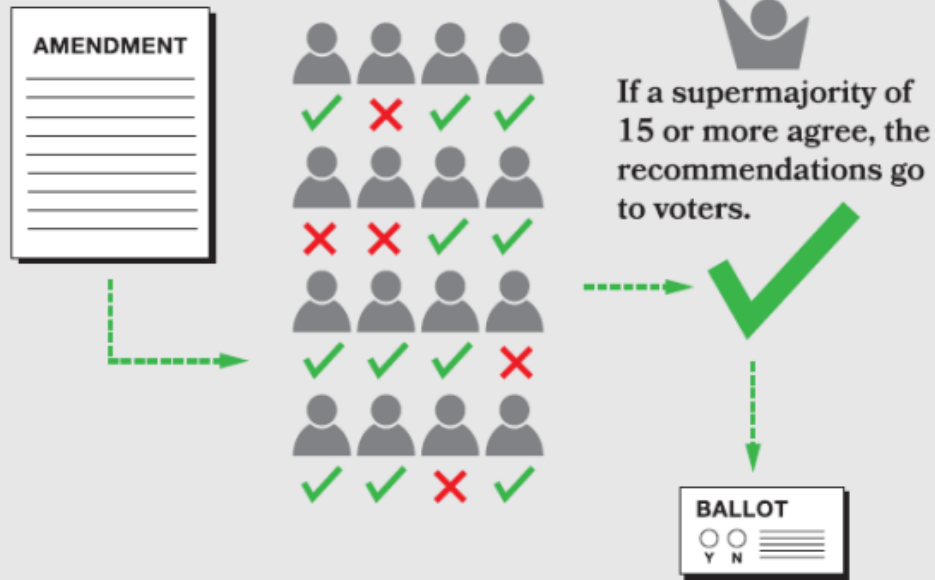 AMENDMENT
If a supermajority of
15 or more agree, the
recommendations go
to voters.
BALLOT
Y N